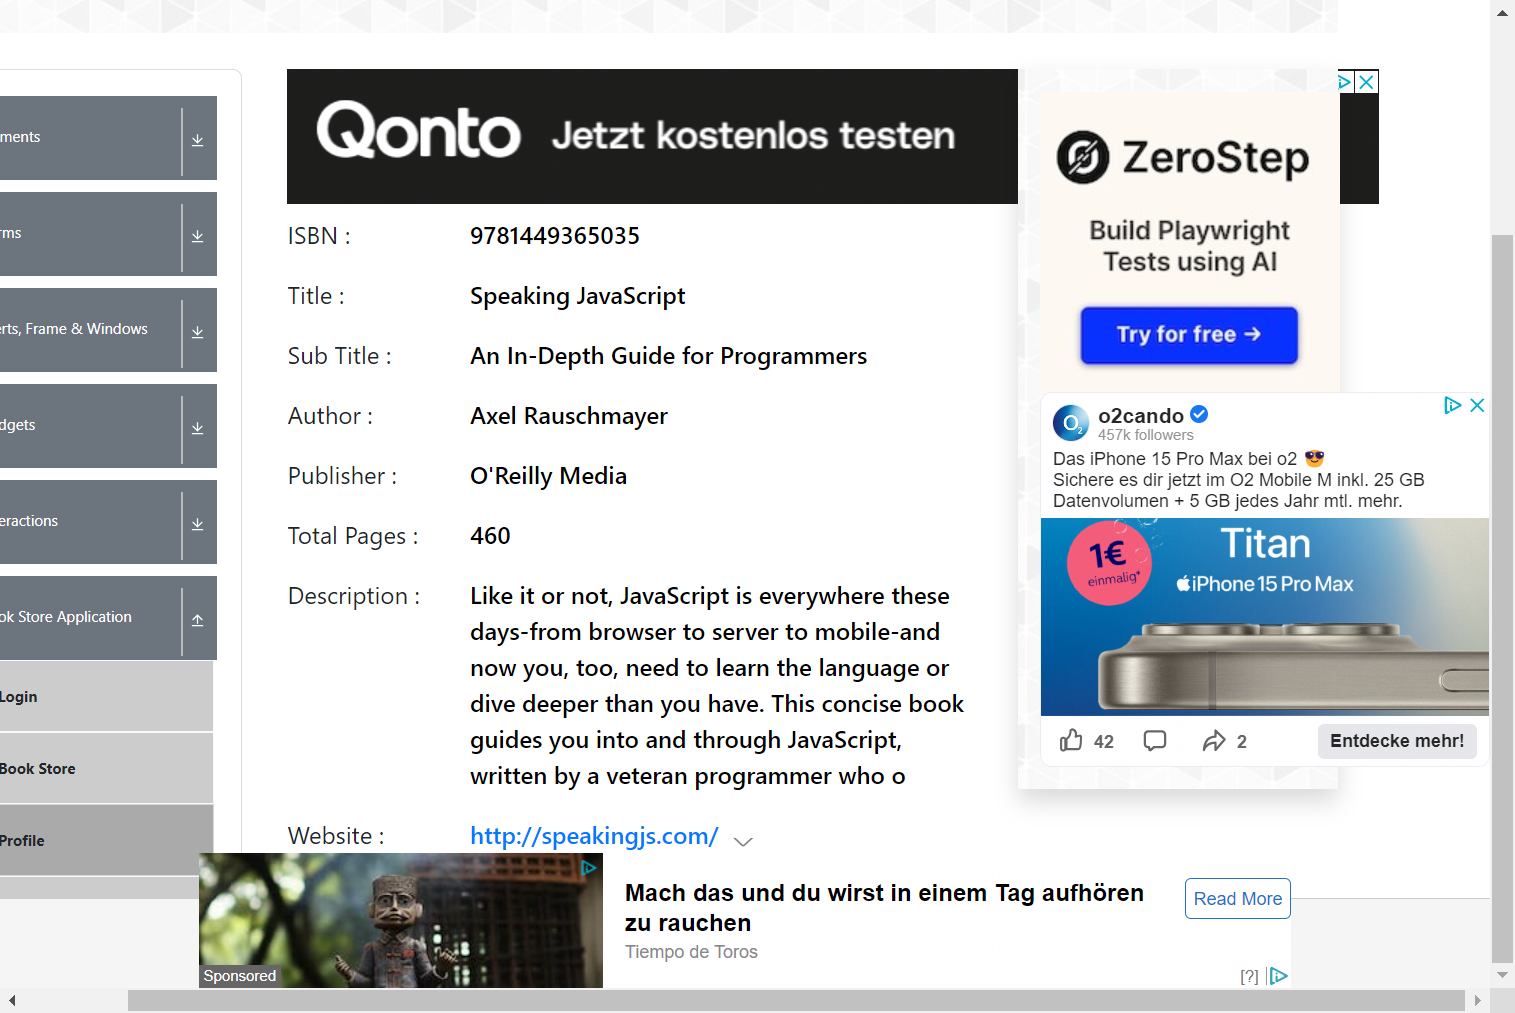 Qonto Jetzt kostenlos testen
ments
rms
erts, Frame & Windows
dgets
eractions
ok Store Application
Login
Book Store
Profile
ISBN : 9781449365035
Title : Speaking JavaScript
Sub Title : An In-Depth Guide for Programmers
Author : Axel Rauschmayer
Publisher : O'Reilly Media
Total Pages : 460
Description : Like it or not, JavaScript is everywhere these
days-from browser to server to mobile-and
now you, too, need to learn the language or
dive deeper than you have. This concise book
guides you into and through JavaScript,
written by a veteran programmer who o
Website : http://speakingjs.com/
ZeroStep
Build Playwright
Tests using AI
Try for free →
O2
o2cando
457k followers
Das iPhone 15 Pro Max bei o2 😎
Sichere es dir jetzt im O2 Mobile M inkl. 25 GB
Datenvolumen + 5 GB jedes Jahr mtl. mehr.
1€
einmalig*
Titan
iPhone 15 Pro Max
42
2
Entdecke mehr!
Sponsored
Mach das und du wirst in einem Tag aufhören
zu rauchen
Tiempo de Toros
Read More
[?]